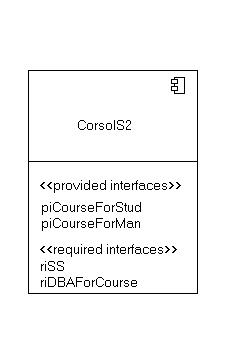 CorsoIS2
<<provided interfaces>>
piCourseForStud
piCourseForMan
<<required interfaces>>
riSS
riDBAForCourse